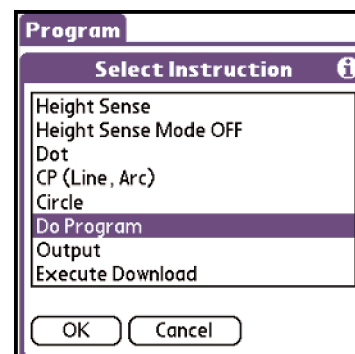 Program
Select Instruction i
Height Sense
Height Sense Mode OFF
Dot
CP (Line, Arc)
Circle
Do Program
Output
Execute Download
OK Cancel